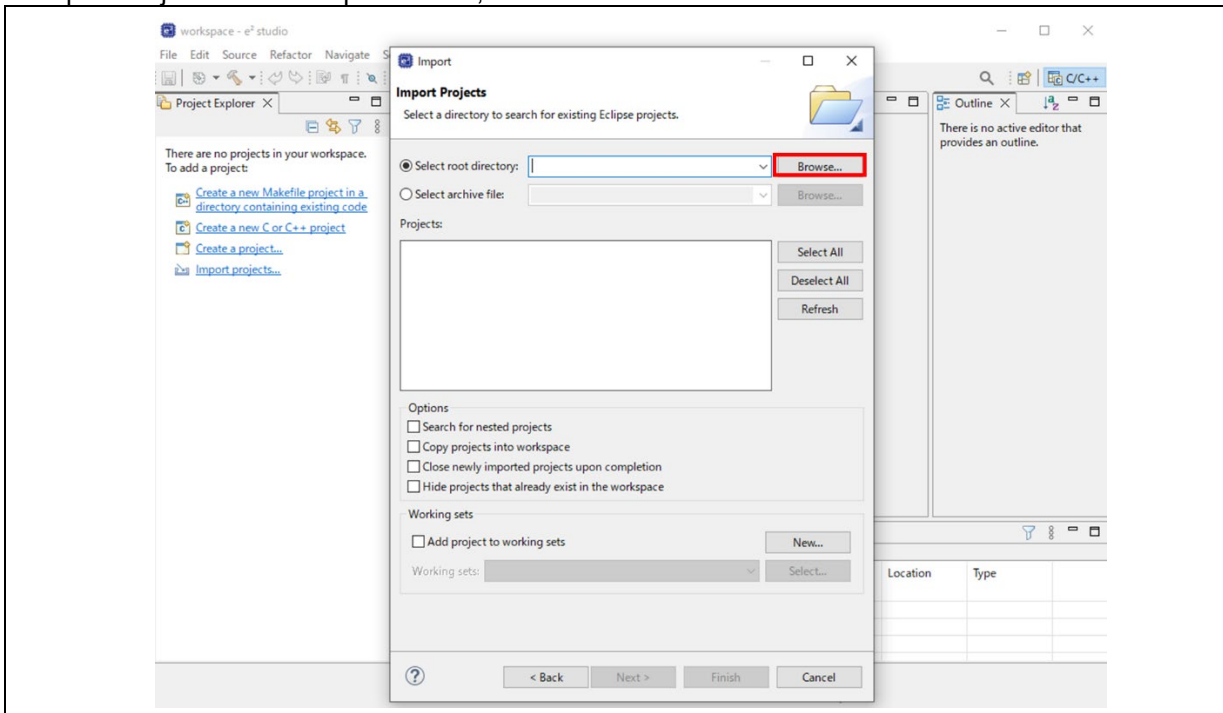 workspace - e² studio
File Edit Source Refactor Navigate
Import
C/C++
Project Explorer
Import Projects
Select a directory to search for existing Eclipse projects.
Outline
There are no projects in your workspace.
To add a project:
There is no active editor that
provides an outline.
Create a new Makefile project in a
directory containing existing code
Create a new C or C++ project
Create a project...
Import projects...
Select root directory:
Browse...
Select archive file:
Browse...
Projects:
Select All
Deselect All
Refresh
Options
Search for nested projects
Copy projects into workspace
Close newly imported projects upon completion
Hide projects that already exist in the workspace
Working sets
Add project to working sets
New...
Working sets:
Select...
Location Type
< Back Next > Finish Cancel